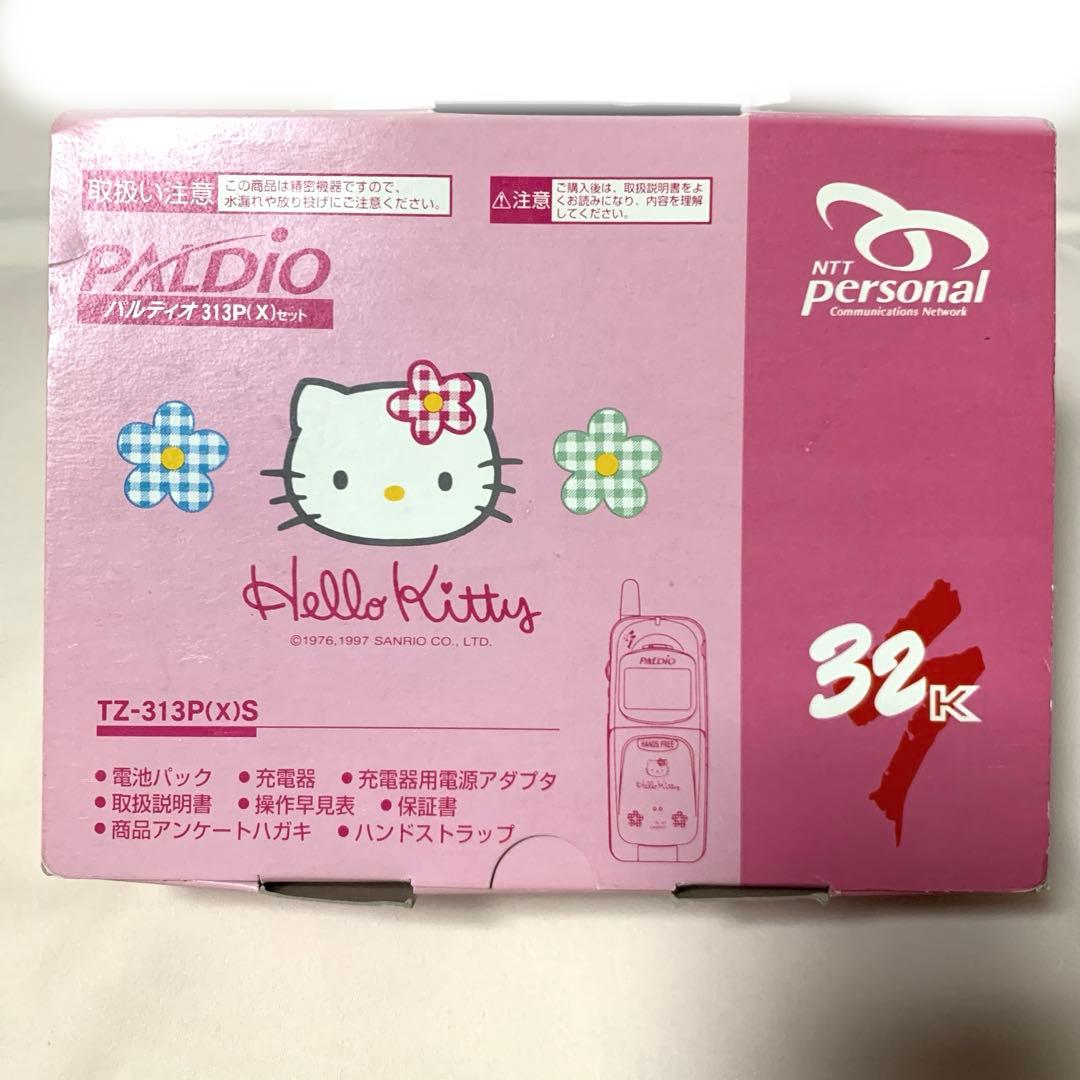 取扱い注意
この商品は精密機器ですので、
水漏れや放り投げにご注意ください。
⚠注意
ご購入後は、取扱説明書をよ
くお読みになり、内容を理解
してください。
PALDiO
パルディオ 313P(X)セット
NTT
personal
Communications Network
Hello Kitty
©1976,1997 SANRIO CO., LTD.
32K
PALDiO
HANDS FREE
Hello Kitty
TZ-313P(X)S
●電池パック ●充電器 ●充電器用電源アダプタ
●取扱説明書 ●操作早見表 ●保証書
●商品アンケートハガキ ●ハンドストラップ